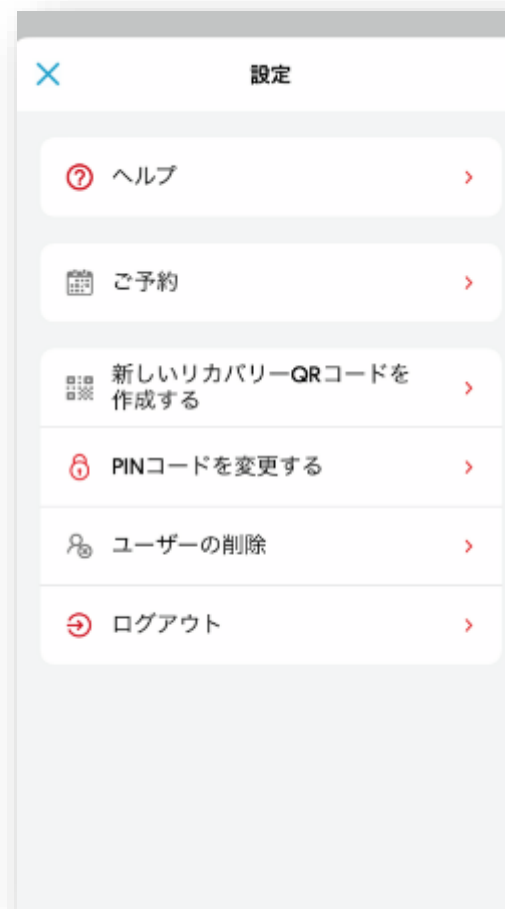 設定
ヘルプ
ご予約
新しいリカバリーQRコードを
作成する
PINコードを変更する
ユーザーの削除
ログアウト